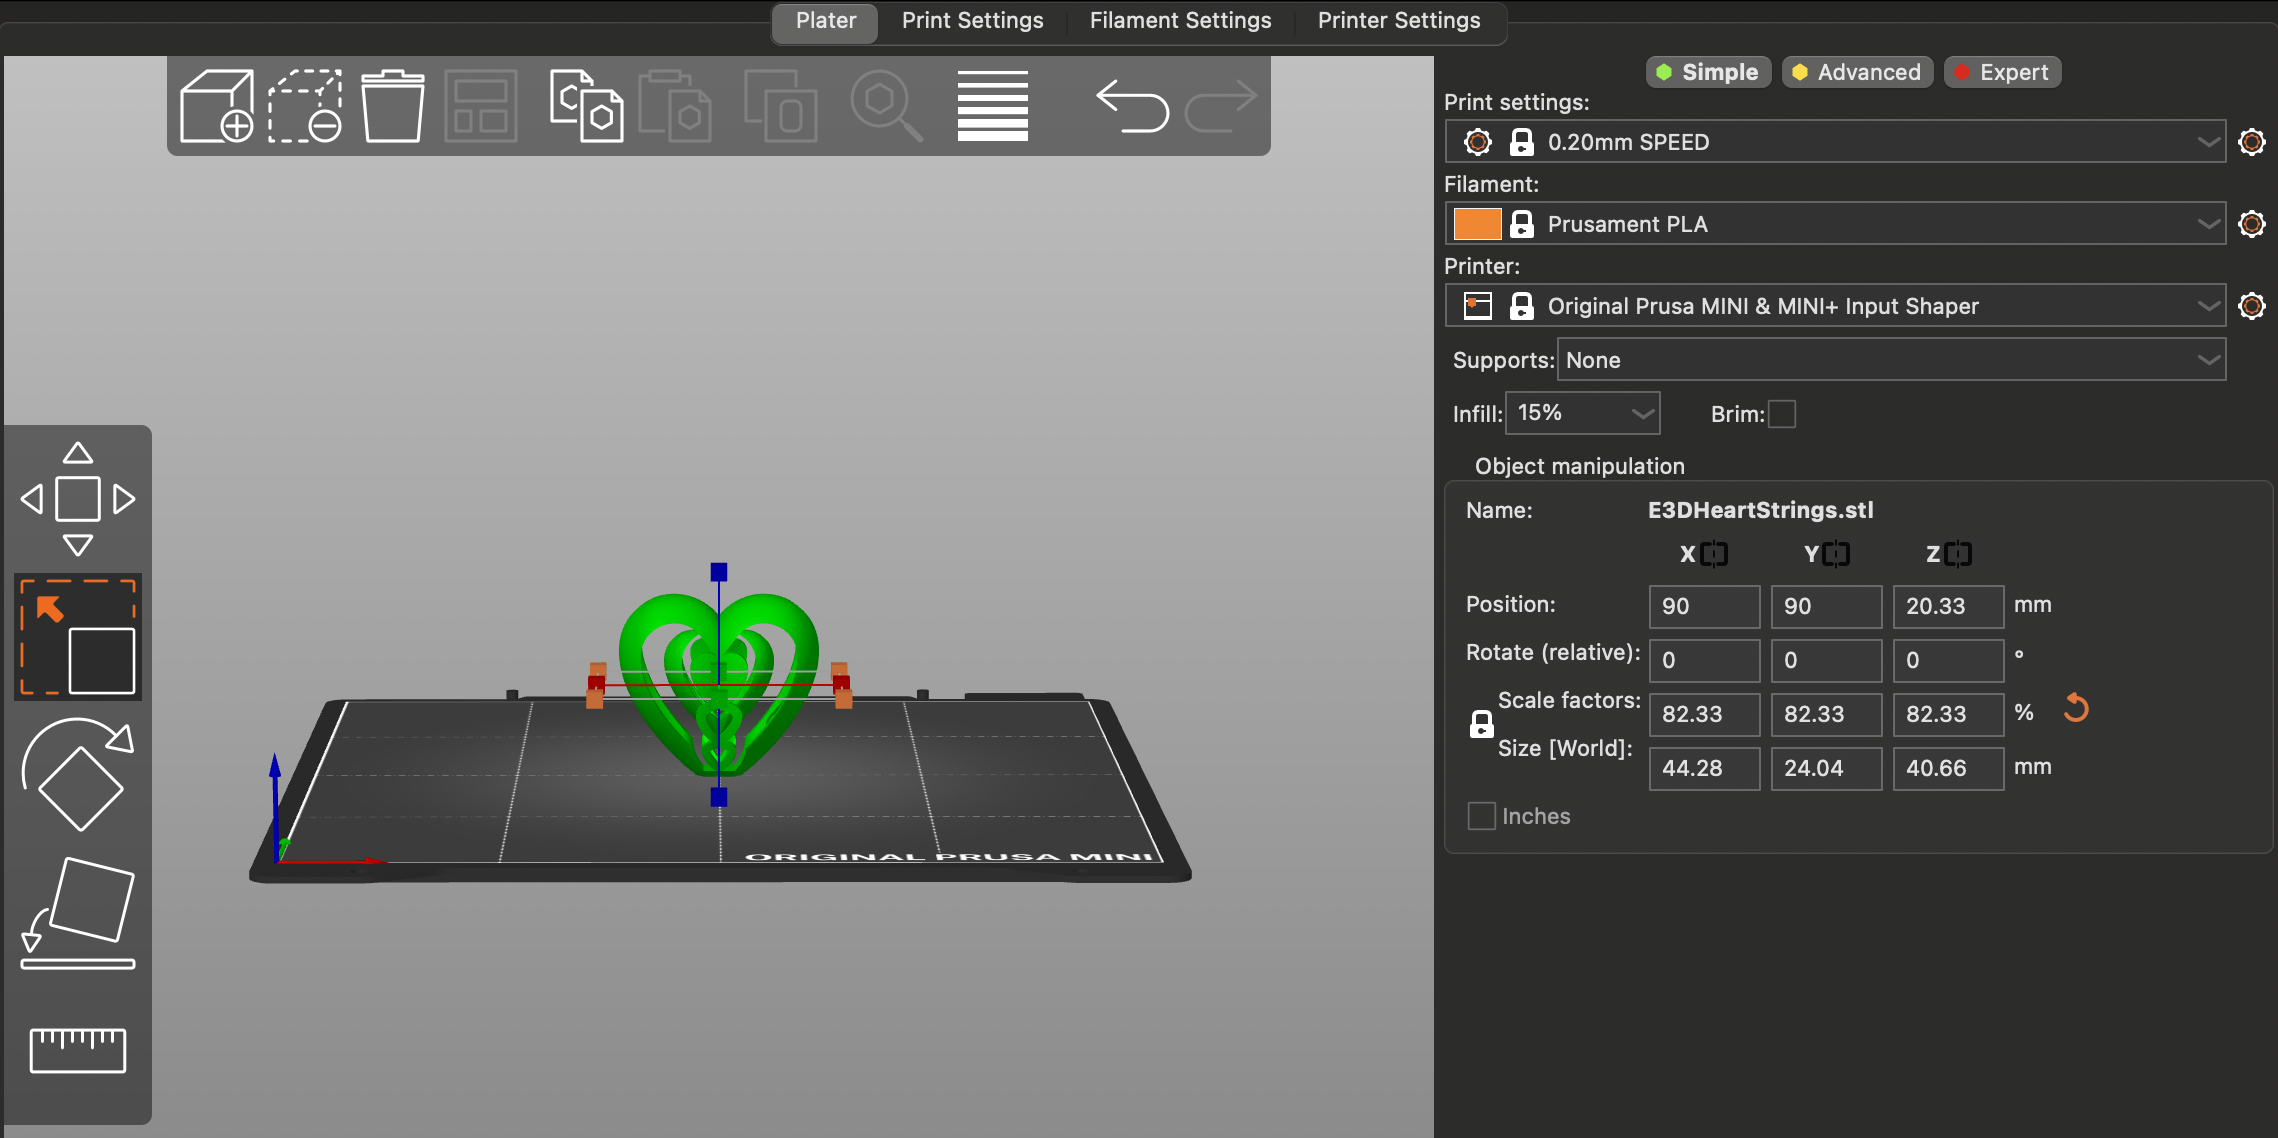 Plater Print Settings Filament Settings Printer Settings
Simple Advanced Expert
Print settings:
0.20mm SPEED
Filament:
Prusament PLA
Printer:
Original Prusa MINI & MINI+ Input Shaper
Supports: None
Infill: 15% Brim:
Object manipulation
Name: E3DHeartStrings.stl
X Y Z
Position: 90 90 20.33 mm
Rotate (relative): 0 0 0 °
Scale factors: 82.33 82.33 82.33 %
Size [World]: 44.28 24.04 40.66 mm
Inches
ORIGINAL PRUSA MINI